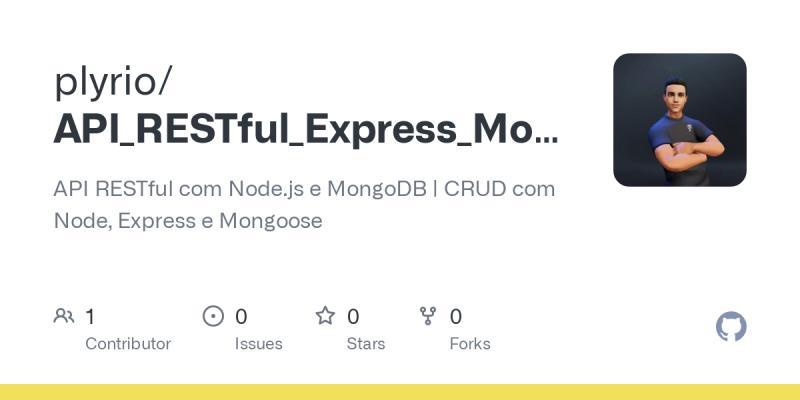 plyrio/
API_RESTful_Express_Mo...
API RESTful com Node.js e MongoDB | CRUD com
Node, Express e Mongoose
1
Contributor
0
Issues
0
Stars
0
Forks